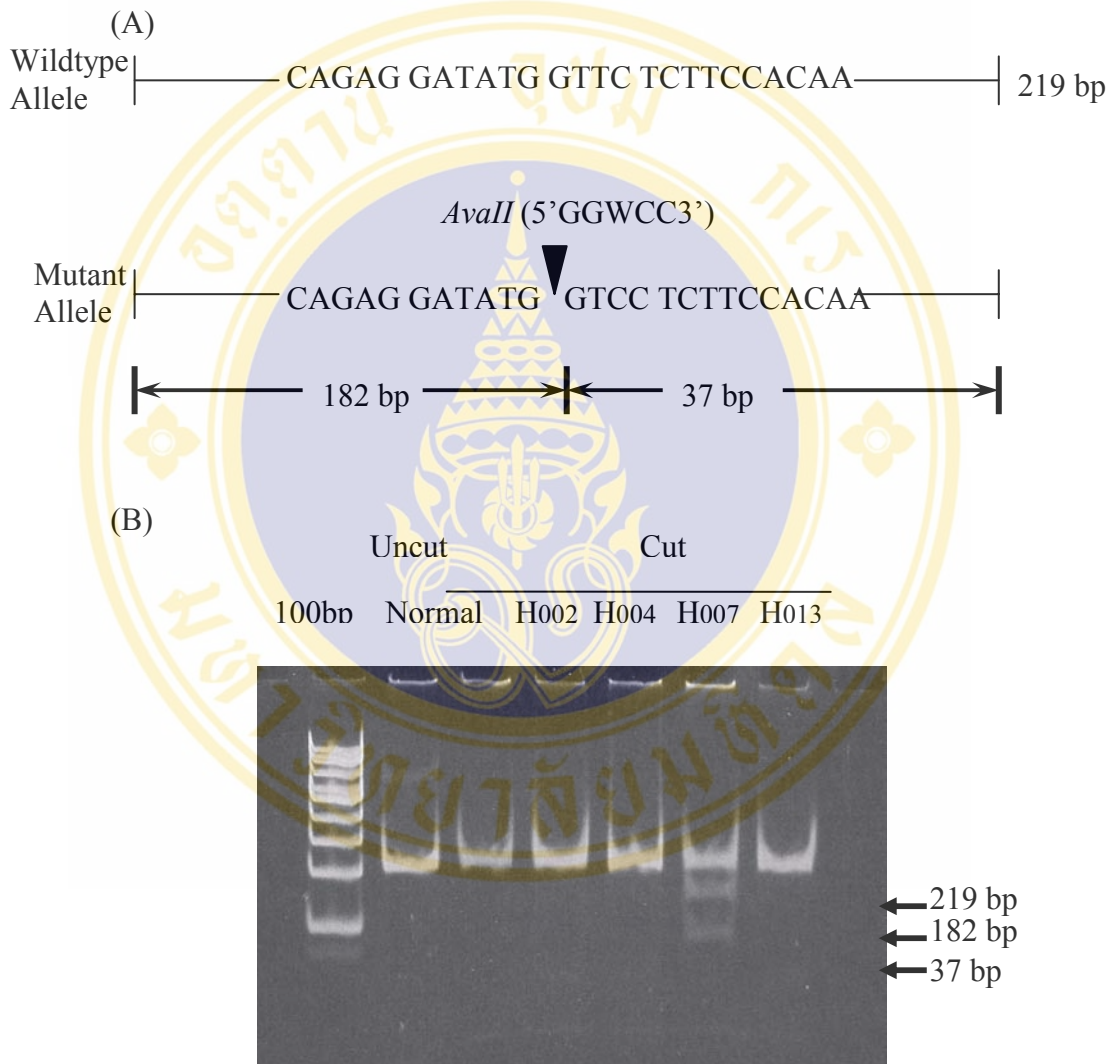 (A)
Wildtype
Allele
CAGAG GATATG GTTC TCTTCCACAA
219 bp
AvaII (5’GGWCC3’)
Mutant
Allele
CAGAG GATATG GTCC TCTTCCACAA
182 bp
37 bp
(B)
Uncut
Cut
100bp
Normal
H002
H004
H007
H013
219 bp
182 bp
37 bp